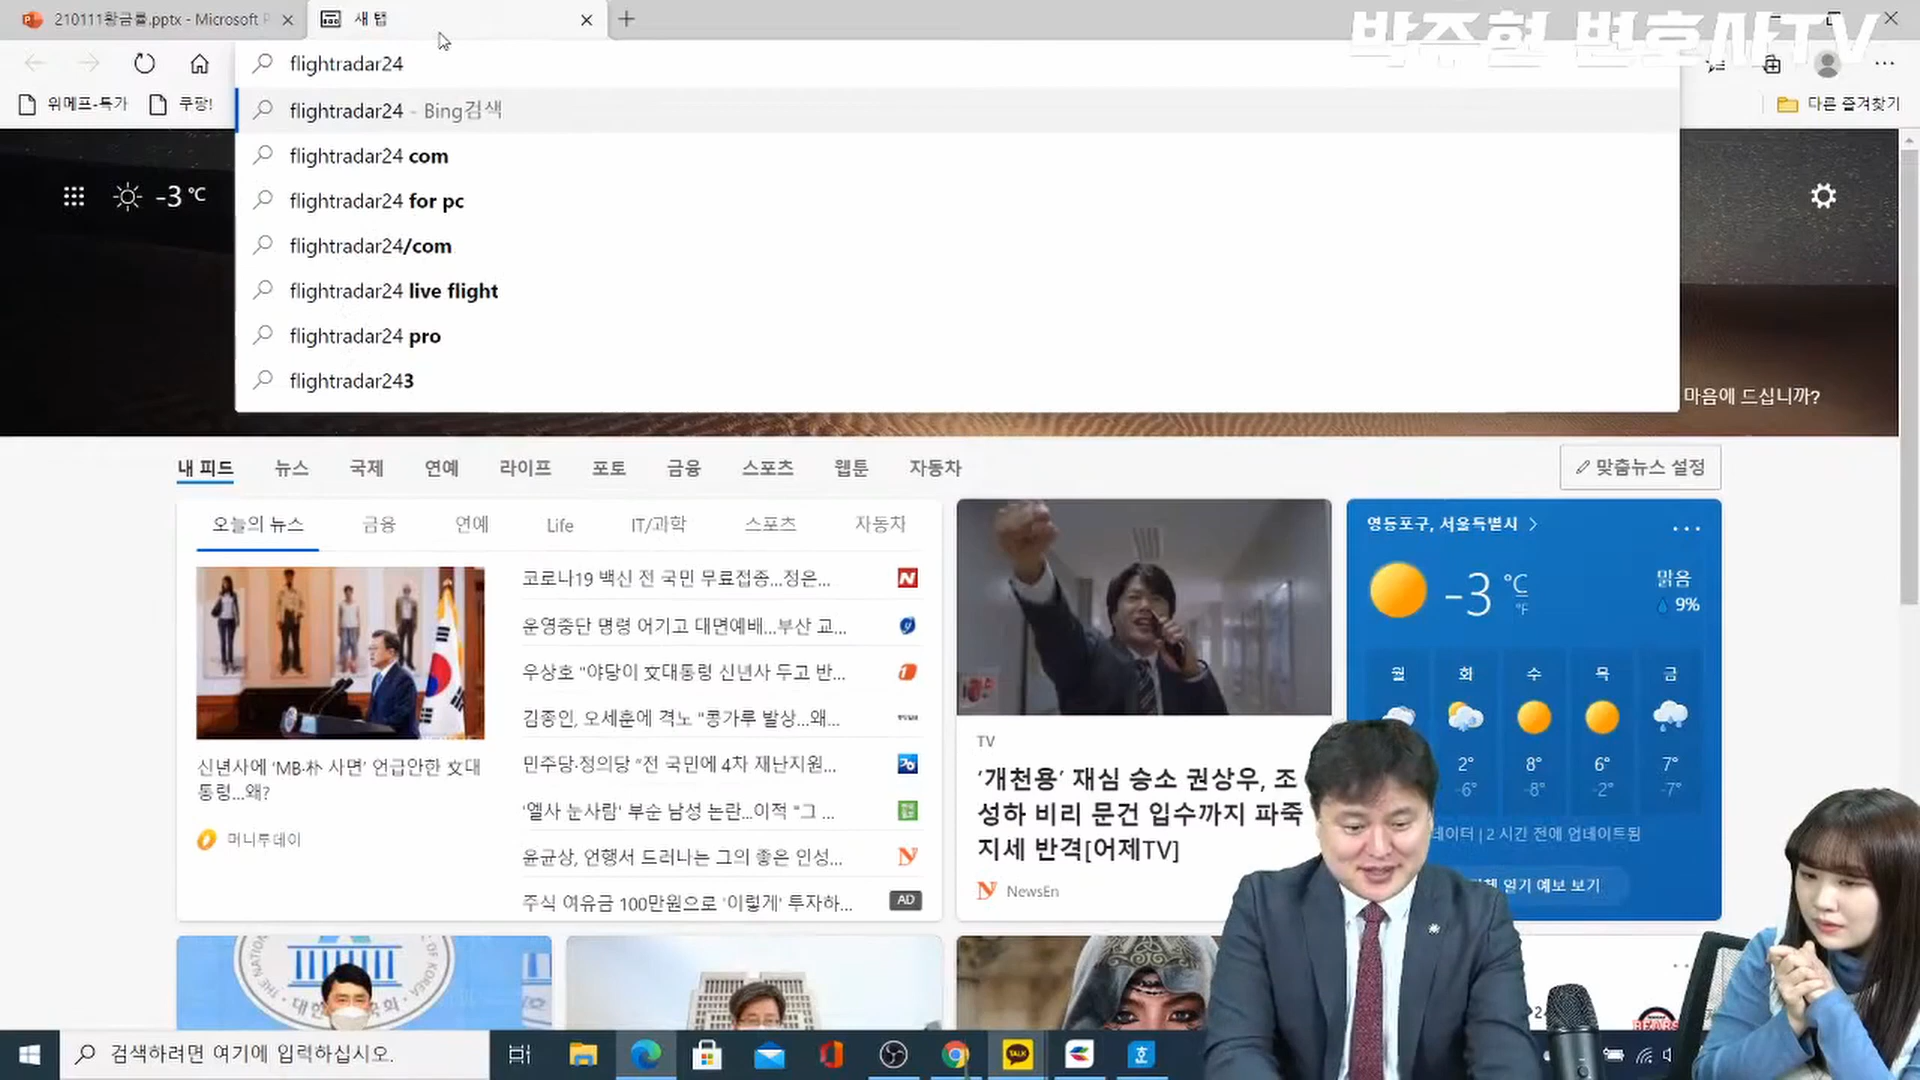 210111황금률.pptx - Microsoft P
새 탭
박주현 변호사TV
flightradar24
위메프-특가
쿠팡!
다른 즐겨찾기
flightradar24 - Bing검색
flightradar24 com
flightradar24 for pc
flightradar24/com
flightradar24 live flight
flightradar24 pro
flightradar243
-3 ℃
마음에 드십니까?
내 피드
뉴스
국제
연예
라이프
포토
금융
스포츠
웹툰
자동차
맞춤뉴스 설정
오늘의 뉴스
금융
연예
Life
IT/과학
스포츠
자동차
신년사에 ‘MB·朴 사면’ 언급안한 文대
통령...왜?
머니투데이
코로나19 백신 전 국민 무료접종...정은...
운영중단 명령 어기고 대면예배...부산 교...
우상호 "야당이 文대통령 신년사 두고 반...
김종인, 오세훈에 격노 "콩가루 발상...왜...
민주당·정의당 “전 국민에 4차 재난지원...
'엘사 눈사람' 부순 남성 논란...이적 "그 ...
윤균상, 언행서 드러나는 그의 좋은 인성...
주식 여유금 100만원으로 '이렇게' 투자하...
AD
TV
‘개천용’ 재심 승소 권상우, 조
성하 비리 문건 입수까지 파죽
지세 반격[어제TV]
NewsEn
영등포구, 서울특별시
-3 °C
°F
맑음
9%
월
화
수
목
금
2°
8°
6°
7°
-6°
-8°
-2°
-7°
데이터 | 2 시간 전에 업데이트됨
일기 예보 보기
BEARS
검색하려면 여기에 입력하십시오.
TALK
호